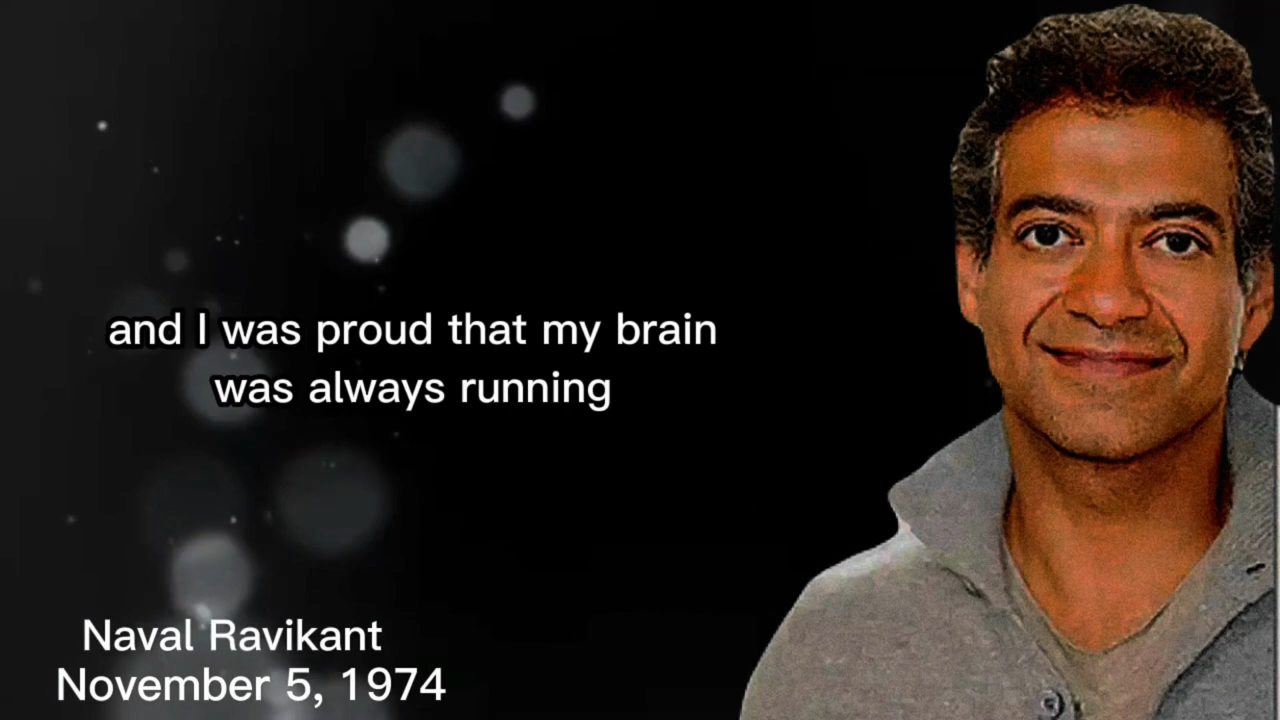 and I was proud that my brain
was always running
Naval Ravikant
November 5, 1974